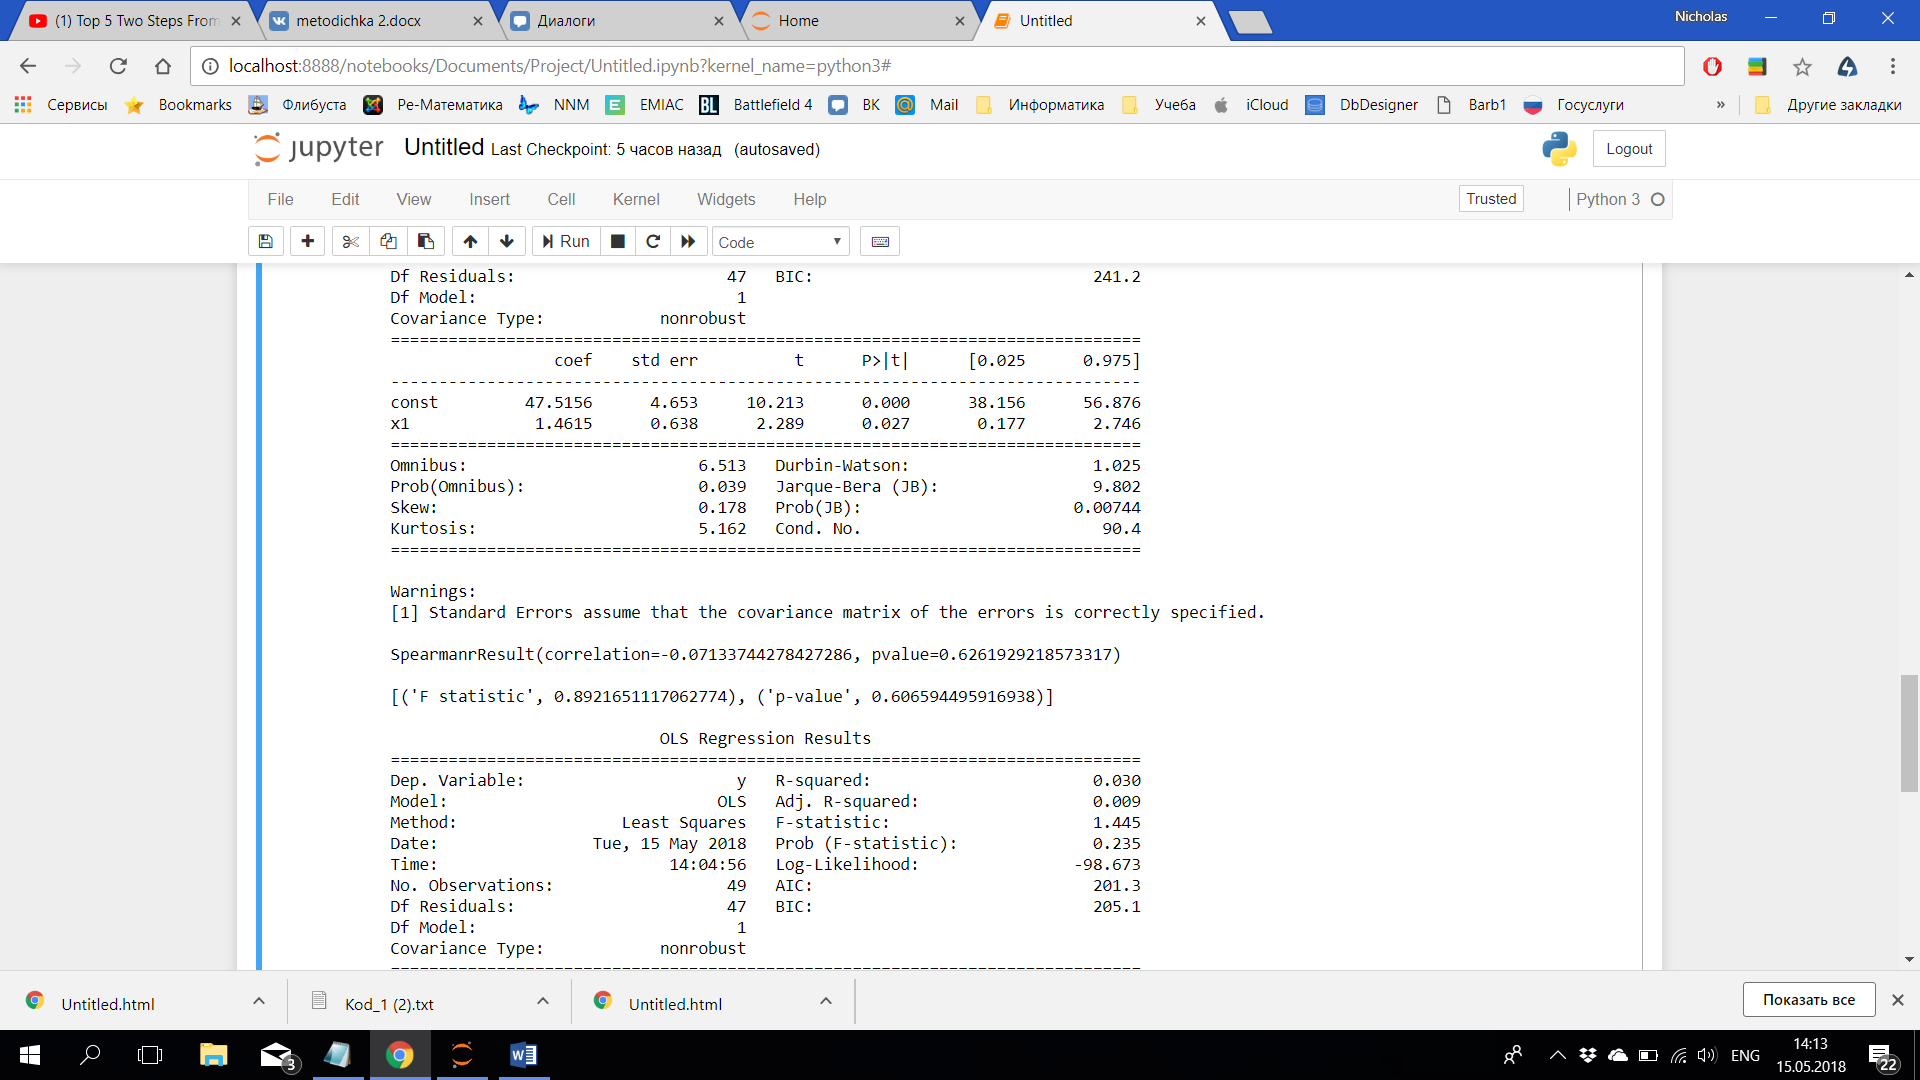 (1) Top 5 Two Steps From
metodichka 2.docx
Диалоги
Home
Untitled
Nicholas
localhost:8888/notebooks/Documents/Project/Untitled.ipynb?kernel_name=python3#
Сервисы Bookmarks Флибуста Ре-Математика NNM EMIAC Battlefield 4 ВК Mail Информатика Учеба iCloud DbDesigner Barb1 Госуслуги » Другие закладки
jupyter Untitled Last Checkpoint: 5 часов назад (autosaved) Logout
File Edit View Insert Cell Kernel Widgets Help Trusted Python 3
Run Code
Df Residuals: 47 BIC: 241.2
Df Model: 1
Covariance Type: nonrobust
==============================================================================
coef std err t P>|t| [0.025 0.975]
------------------------------------------------------------------------------
const 47.5156 4.653 10.213 0.000 38.156 56.876
x1 1.4615 0.638 2.289 0.027 0.177 2.746
==============================================================================
Omnibus: 6.513 Durbin-Watson: 1.025
Prob(Omnibus): 0.039 Jarque-Bera (JB): 9.802
Skew: 0.178 Prob(JB): 0.00744
Kurtosis: 5.162 Cond. No. 90.4
==============================================================================
Warnings:
[1] Standard Errors assume that the covariance matrix of the errors is correctly specified.
SpearmanrResult(correlation=-0.07133744278427286, pvalue=0.6261929218573317)
[('F statistic', 0.8921651117062774), ('p-value', 0.606594495916938)]
OLS Regression Results
==============================================================================
Dep. Variable: y R-squared: 0.030
Model: OLS Adj. R-squared: 0.009
Method: Least Squares F-statistic: 1.445
Date: Tue, 15 May 2018 Prob (F-statistic): 0.235
Time: 14:04:56 Log-Likelihood: -98.673
No. Observations: 49 AIC: 201.3
Df Residuals: 47 BIC: 205.1
Df Model: 1
Covariance Type: nonrobust
==============================================================================
Untitled.html Kod_1 (2).txt Untitled.html Показать все
3
ENG
14:13
15.05.2018
22